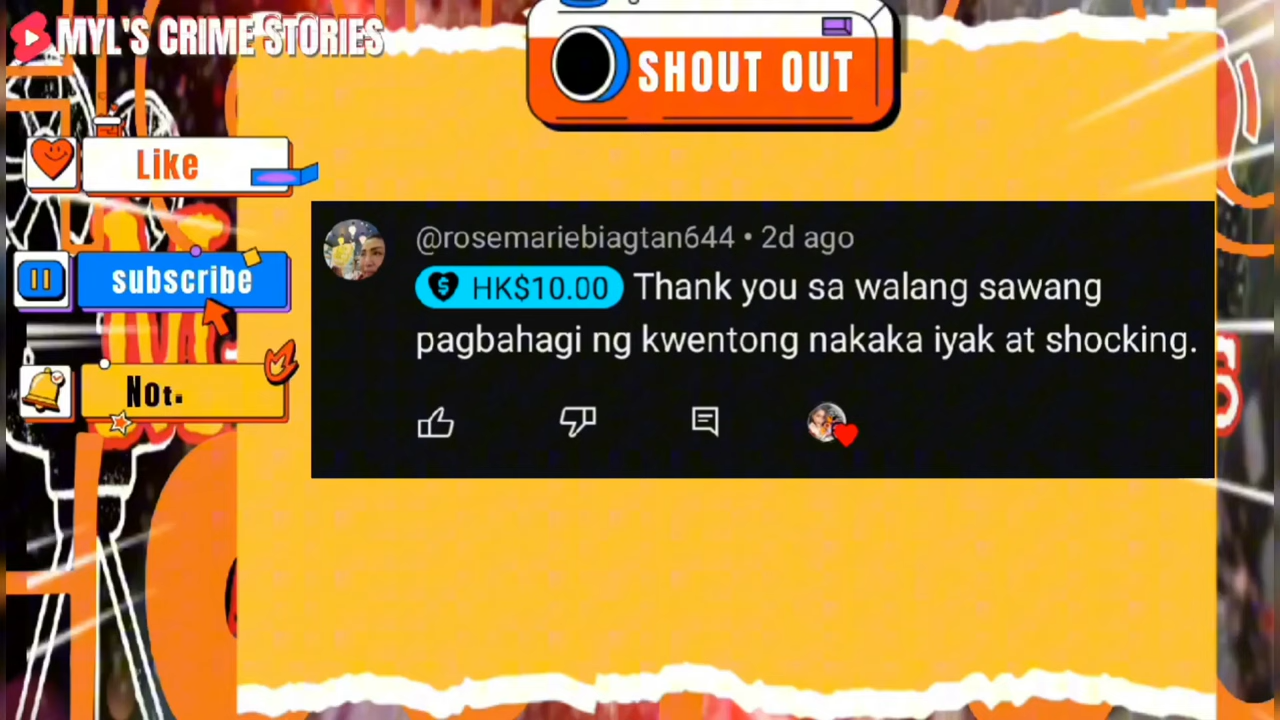 MYL'S CRIME STORIES
SHOUT OUT
Like
subscribe
Not.
@rosemariebiagtan644 • 2d ago
HK$10.00 Thank you sa walang sawang
pagbahagi ng kwentong nakaka iyak at shocking.